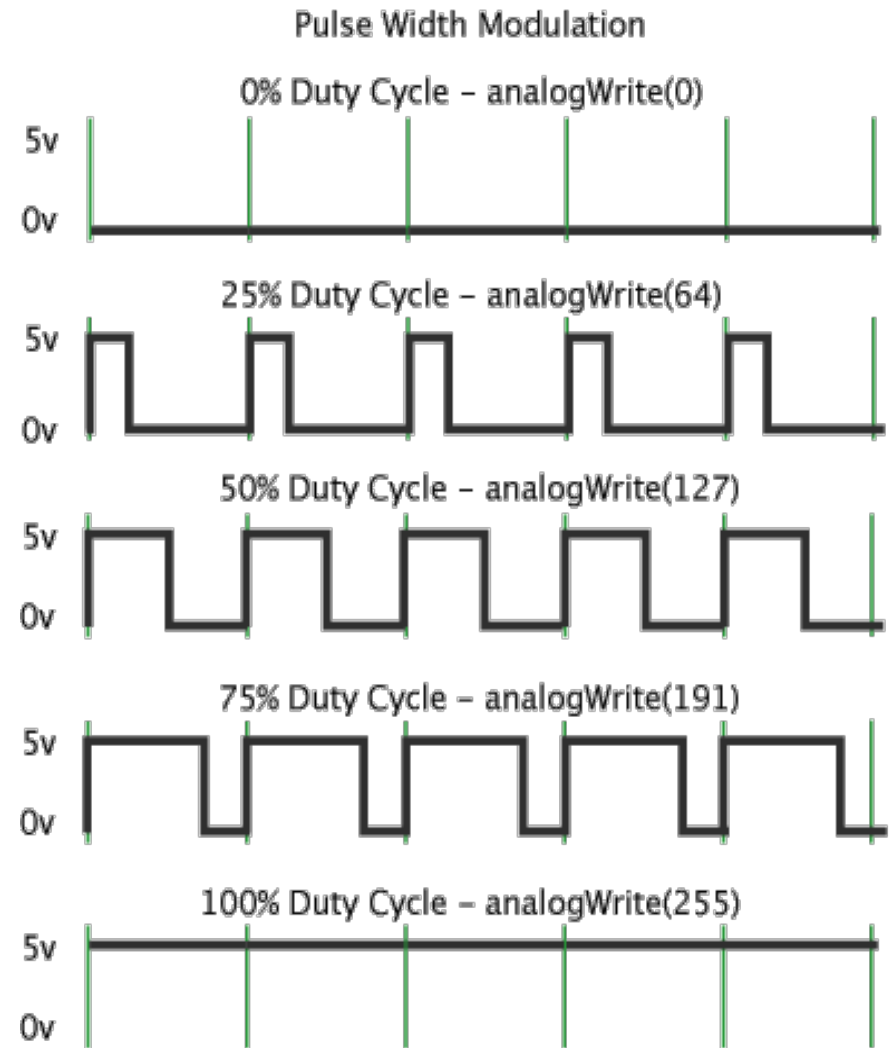 Pulse Width Modulation
0% Duty Cycle – analogWrite(0)
5v
0v
25% Duty Cycle – analogWrite(64)
5v
0v
50% Duty Cycle – analogWrite(127)
5v
0v
75% Duty Cycle – analogWrite(191)
5v
0v
100% Duty Cycle – analogWrite(255)
5v
0v